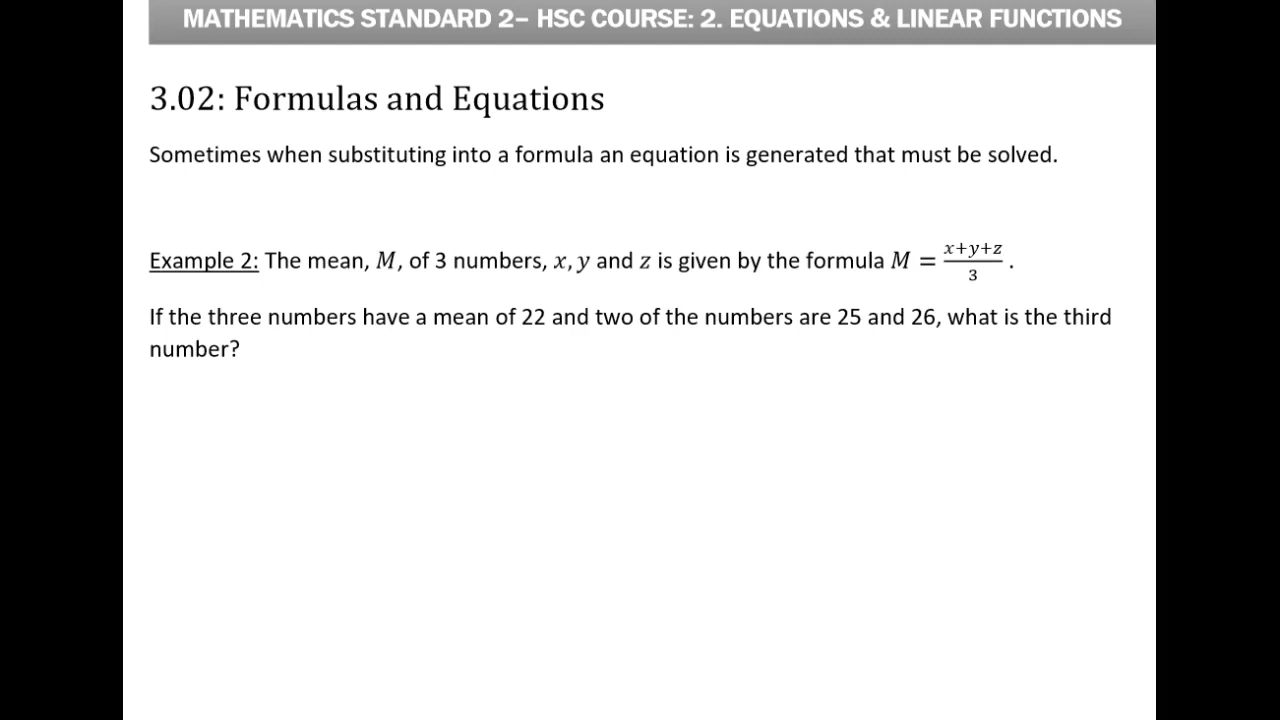 MATHEMATICS STANDARD 2– HSC COURSE: 2. EQUATIONS & LINEAR FUNCTIONS
3.02: Formulas and Equations
Sometimes when substituting into a formula an equation is generated that must be solved.
Example 2: The mean, M, of 3 numbers, x, y and z is given by the formula M = \frac{x+y+z}{3} .
If the three numbers have a mean of 22 and two of the numbers are 25 and 26, what is the third
number?